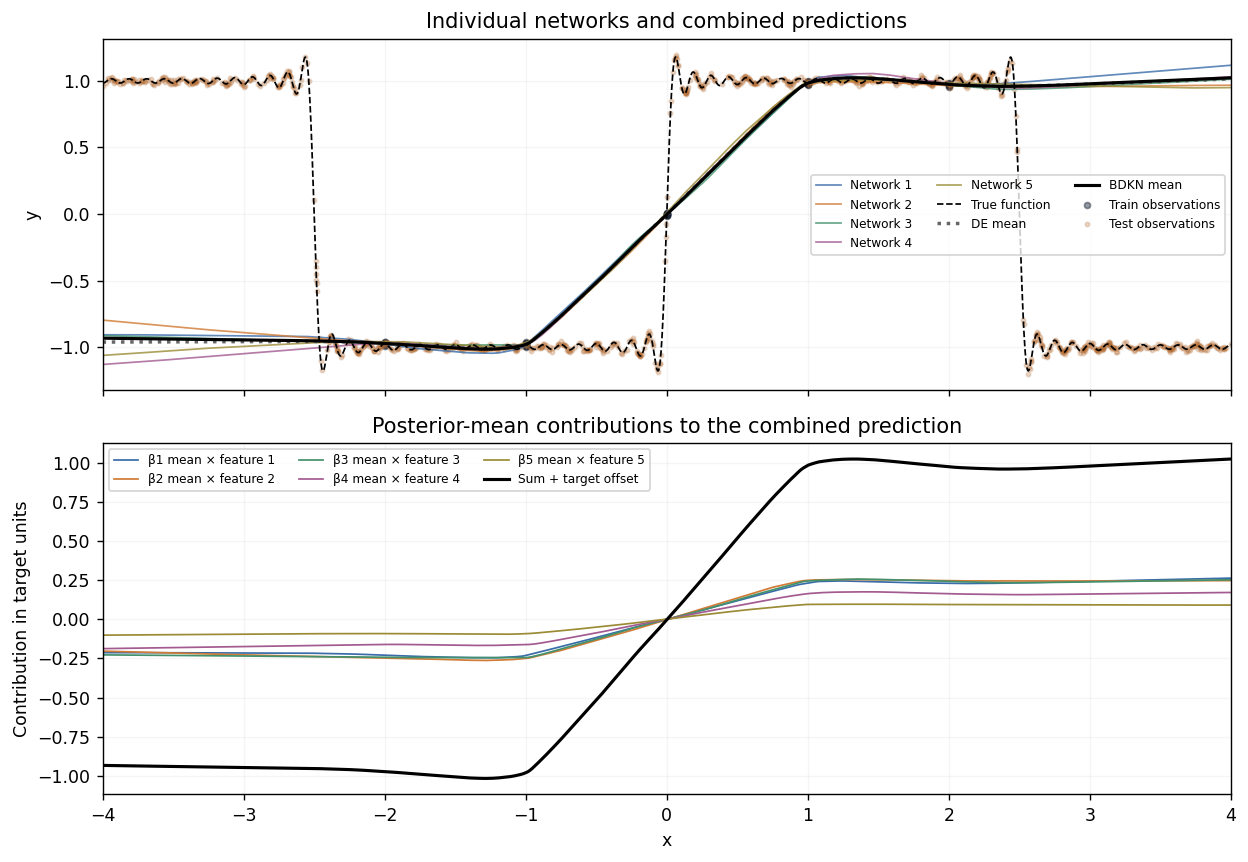 Individual networks and combined predictions
1.0
0.5
0.0
−0.5
−1.0
y
Network 1
Network 2
Network 3
Network 4
Network 5
True function
DE mean
BDKN mean
Train observations
Test observations
Posterior-mean contributions to the combined prediction
β1 mean × feature 1
β2 mean × feature 2
β3 mean × feature 3
β4 mean × feature 4
β5 mean × feature 5
Sum + target offset
1.00
0.75
0.50
0.25
0.00
−0.25
−0.50
−0.75
−1.00
Contribution in target units
−4
−3
−2
−1
0
1
2
3
4
x